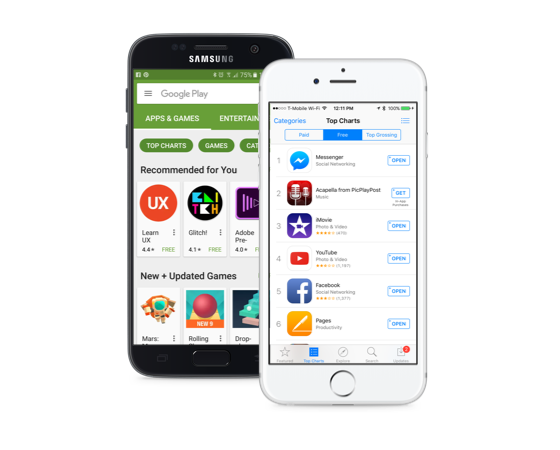 SAMSUNG
75%
Google Play
APPS & GAMES ENTERTAIN
TOP CHARTS GAMES CAT
Recommended for You
UX
GLITCH
Learn
UX
4.4★ FREE
Glitch!
4.1★ FREE
Adobe
Pre-
4.0★ F
New + Updated Games
NEW !!
Mars:
Rolling
Drop-
T-Mobile Wi-Fi 12:11 PM 100%
Categories Top Charts
Paid Free Top Grossing
1 Messenger
Social Networking
OPEN
2 Acapella from PicPlayPost
Music
GET
In-App
Purchases
3 iMovie
Photo & Video
OPEN
4 YouTube
Photo & Video
OPEN
5 Facebook
Social Networking
OPEN
6 Pages
Productivity
OPEN
Featured Top Charts Explore Search Updates
2